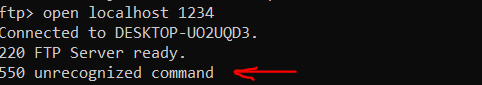 ftp> open localhost 1234
Connected to DESKTOP-UO2UQD3.
220 FTP Server ready.
550 unrecognized command